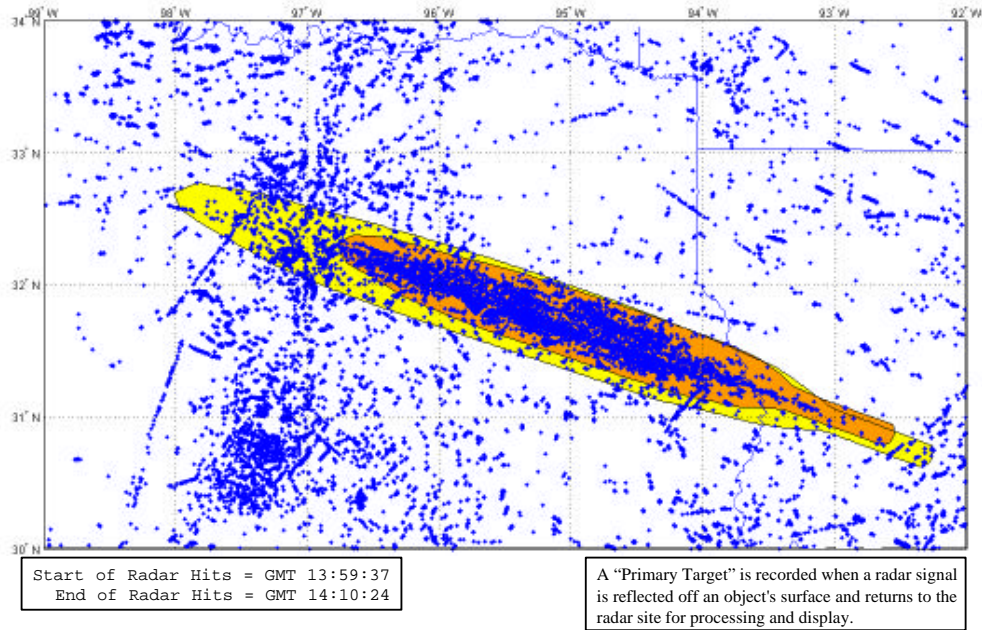 99° W 98° W 97° W 96° W 95° W 94° W 93° W 92° W
34° N
33° N
32° N
31° N
30° N
Start of Radar Hits = GMT 13:59:37
End of Radar Hits = GMT 14:10:24
A “Primary Target” is recorded when a radar signal
is reflected off an object's surface and returns to the
radar site for processing and display.